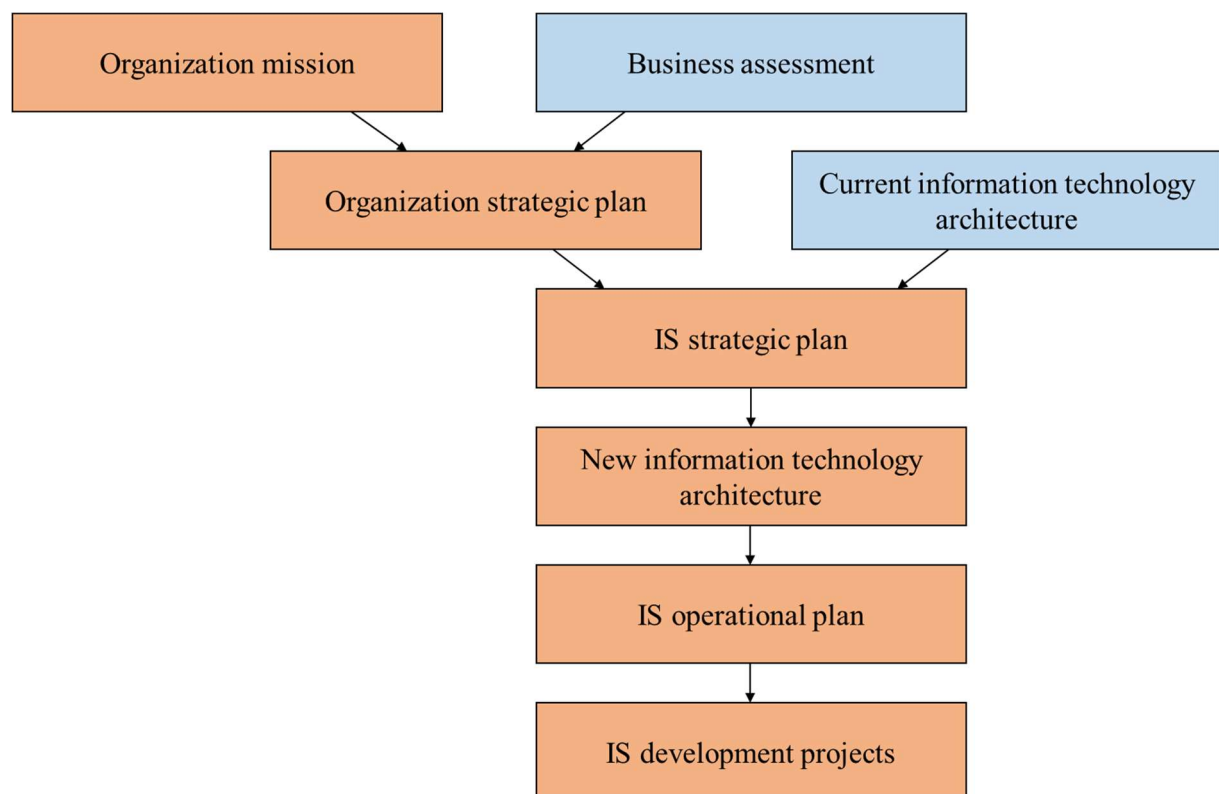 Organization mission
Business assessment
Organization strategic plan
Current information technology
architecture
IS strategic plan
New information technology
architecture
IS operational plan
IS development projects